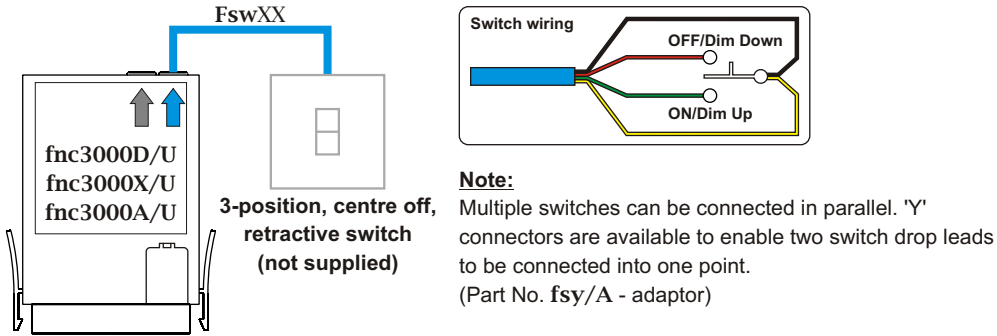 FswXX
fnc3000D/U
fnc3000X/U
fnc3000A/U
3-position, centre off,
retractive switch
(not supplied)
Switch wiring
OFF/Dim Down
ON/Dim Up
Note:
Multiple switches can be connected in parallel. 'Y'
connectors are available to enable two switch drop leads
to be connected into one point.
(Part No. fsy/A - adaptor)